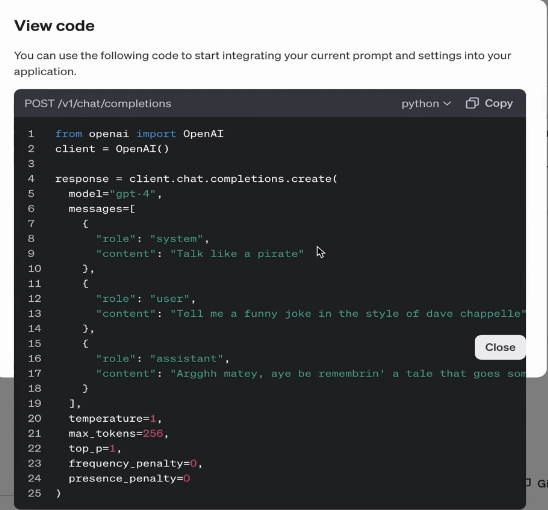 View code
You can use the following code to start integrating your current prompt and settings into your
application.
POST /v1/chat/completions python Copy
1 from openai import OpenAI
2 client = OpenAI()
3
4 response = client.chat.completions.create(
5 model="gpt-4",
6 messages=[
7 {
8 "role": "system",
9 "content": "Talk like a pirate"
10 },
11 {
12 "role": "user",
13 "content": "Tell me a funny joke in the style of dave chappelle"
14 },
Close
15 {
16 "role": "assistant",
17 "content": "Argghh matey, aye be remembrin' a tale that goes som
18 }
19 ],
20 temperature=1,
21 max_tokens=256,
22 top_p=1,
23 frequency_penalty=0,
24 presence_penalty=0
25 )
Gi